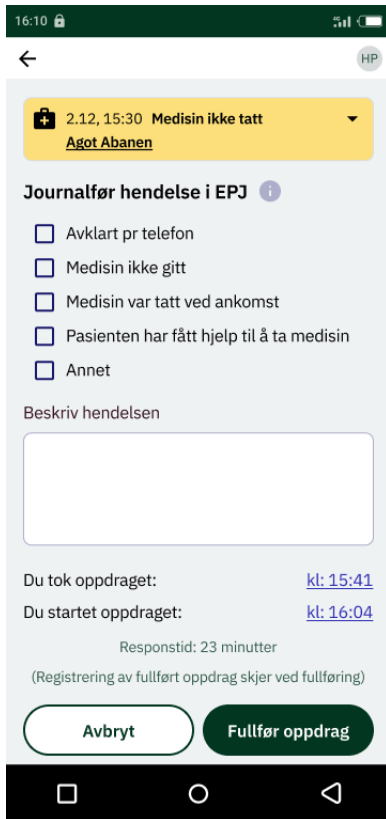 16:10
HP
2.12, 15:30 Medisin ikke tatt
Agot Abanen
Journalfør hendelse i EPJ i
Avklart pr telefon
Medisin ikke gitt
Medisin var tatt ved ankomst
Pasienten har fått hjelp til å ta medisin
Annet
Beskriv hendelsen
Du tok oppdraget: kl: 15:41
Du startet oppdraget: kl: 16:04
Responstid: 23 minutter
(Registrering av fullført oppdrag skjer ved fullføring)
Avbryt Fullfør oppdrag